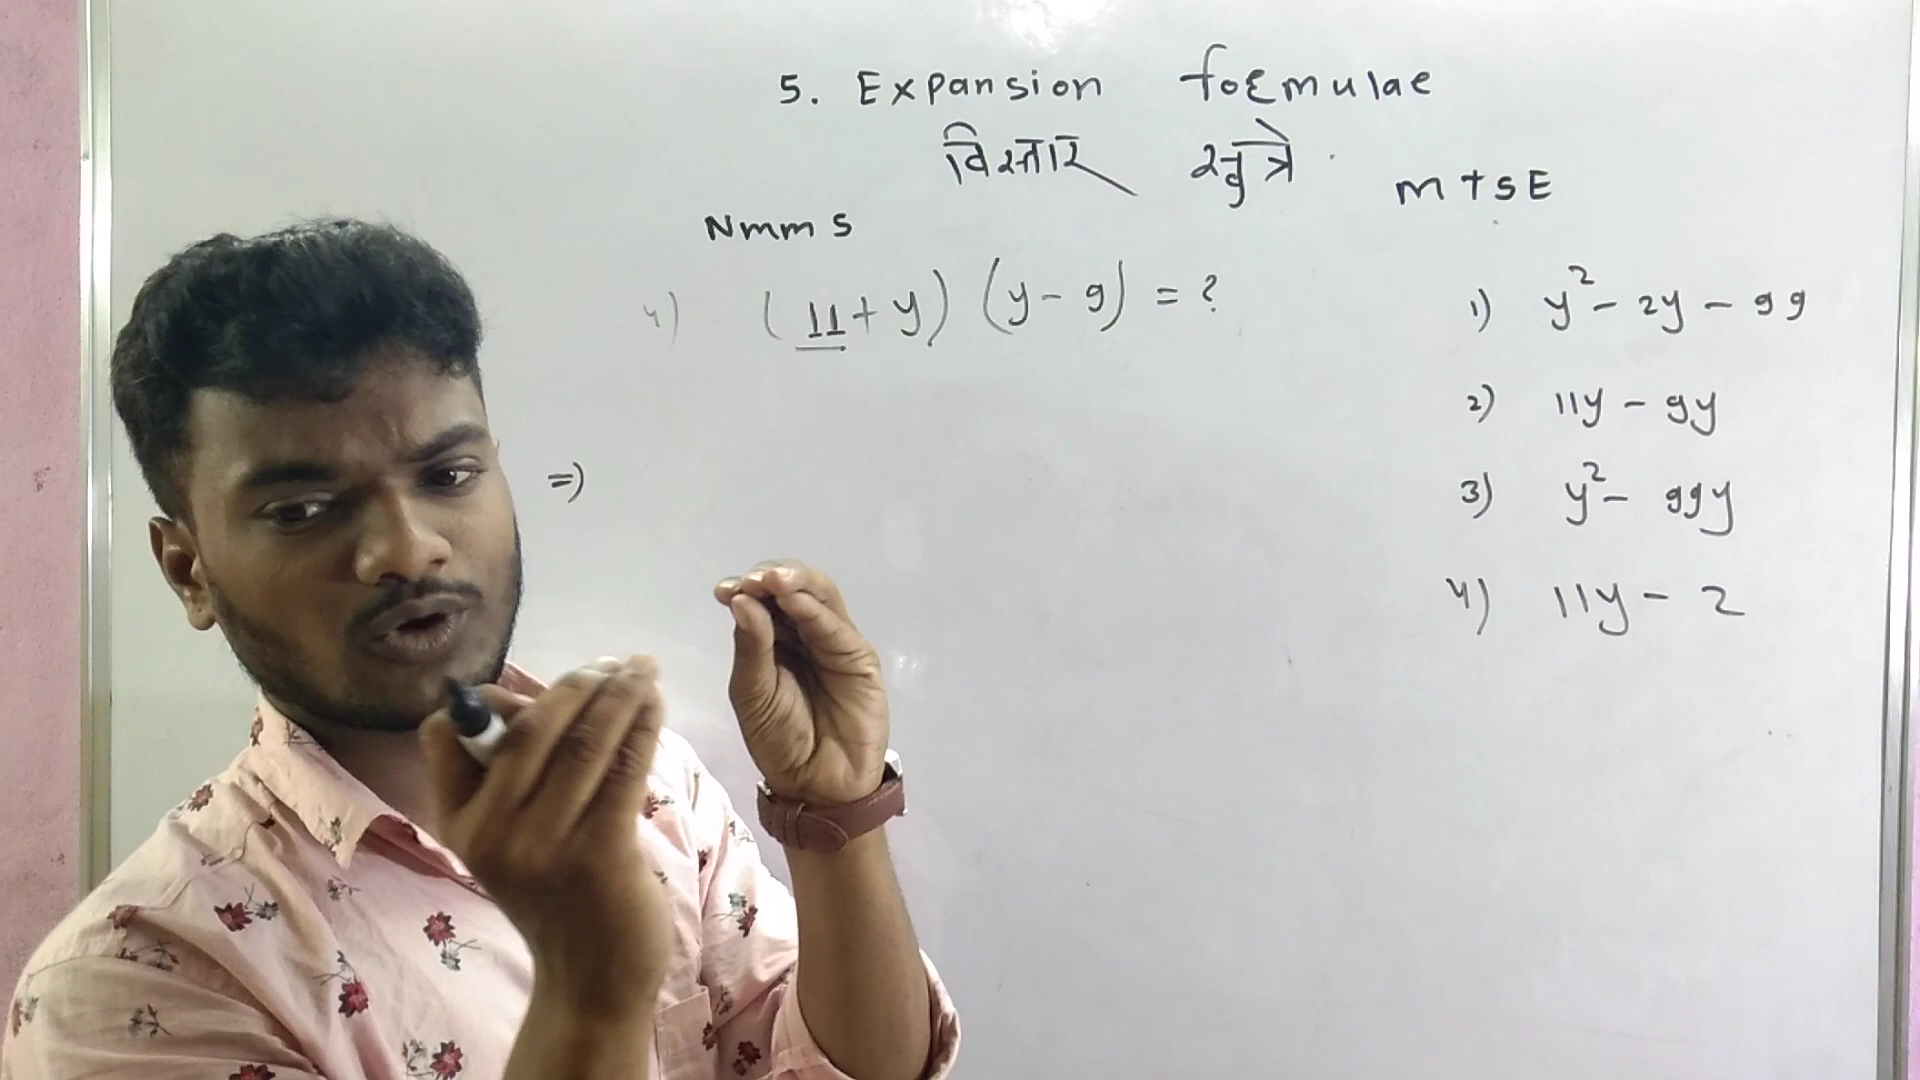 5. Expansion formulae
विस्तार सुत्रे
MTSE
Nmms
4) (11+y) (y-9) = ?
=)
1) y² - 2y - 99
2) 11y - 9y
3) y² - 99y
4) 11y - 2